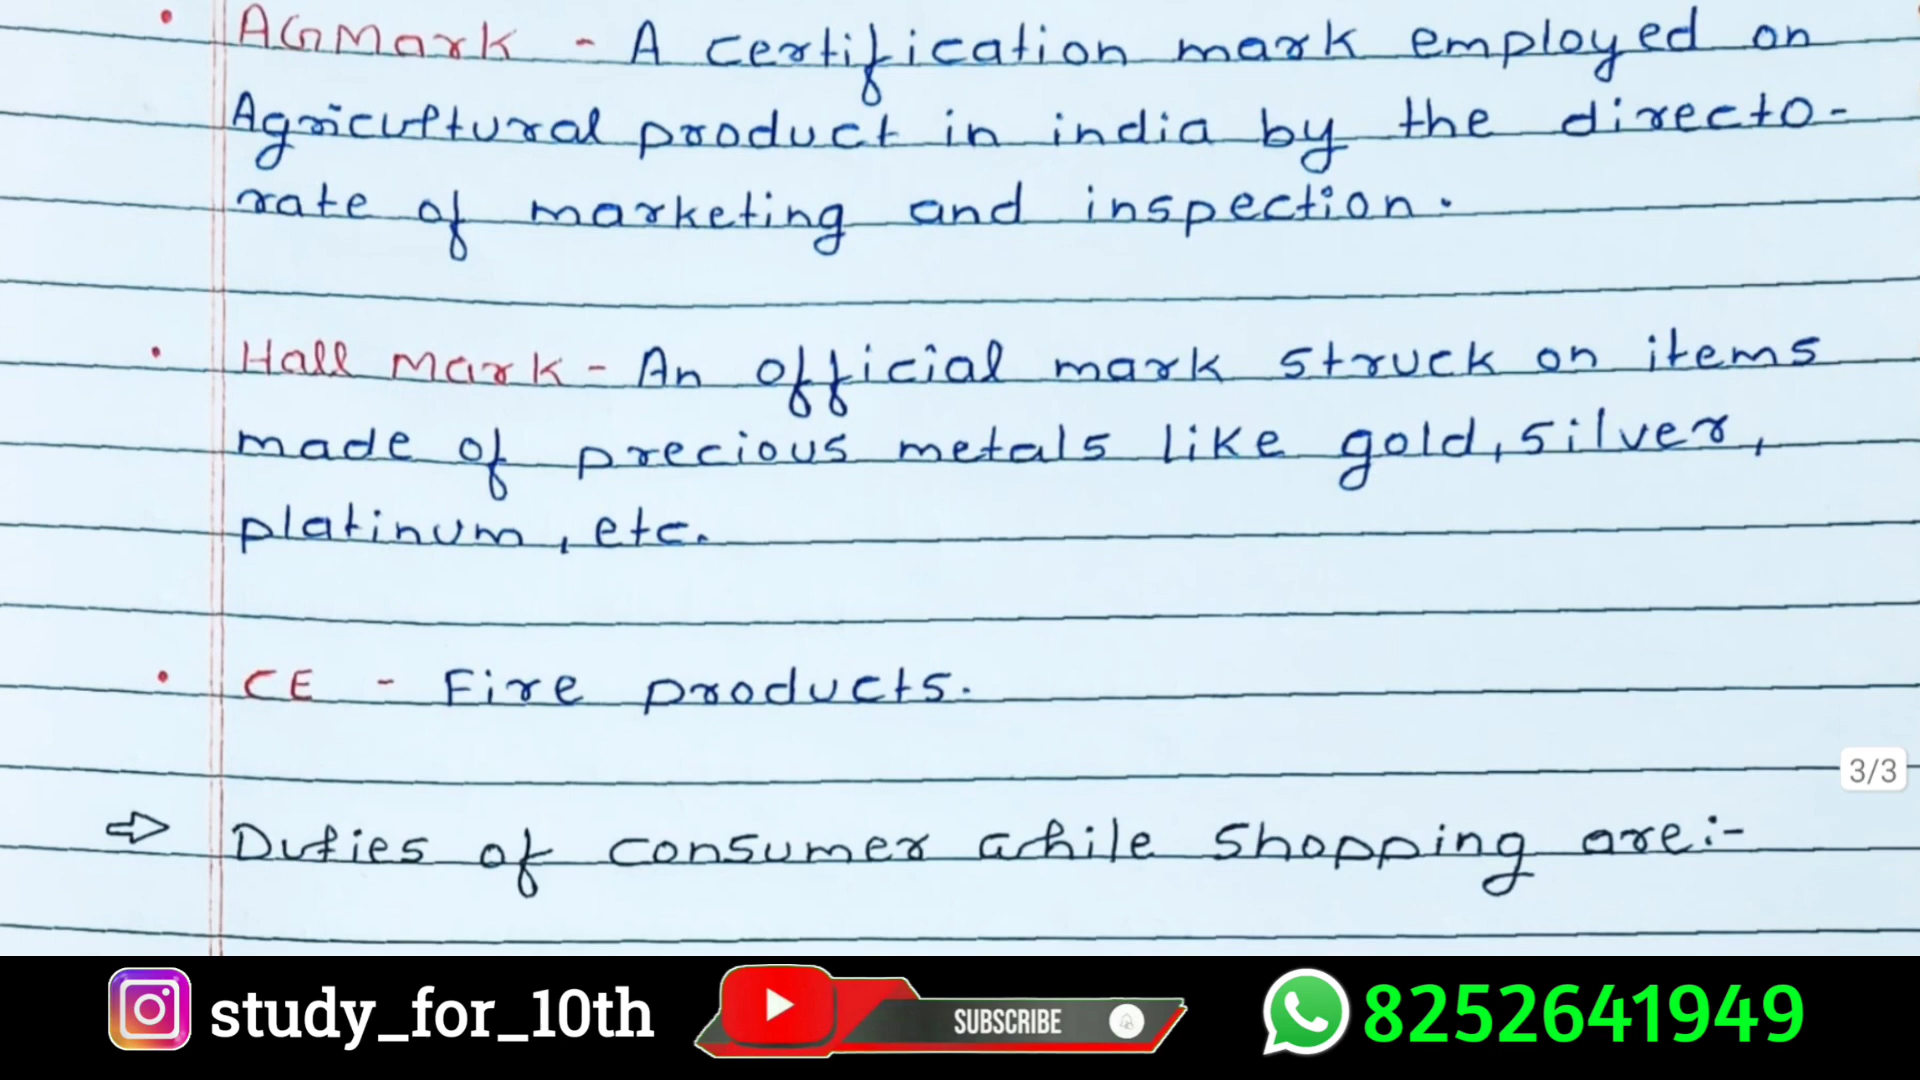 • AGMark - A certification mark employed on
Agricultural product in india by the directo-
rate of marketing and inspection.
• Hall Mark - An official mark struck on items
made of precious metals like gold, silver,
platinum, etc.
• CE - Fire products.
3/3
⇒ Duties of consumer while shopping are:-
study_for_10th
SUBSCRIBE
8252641949